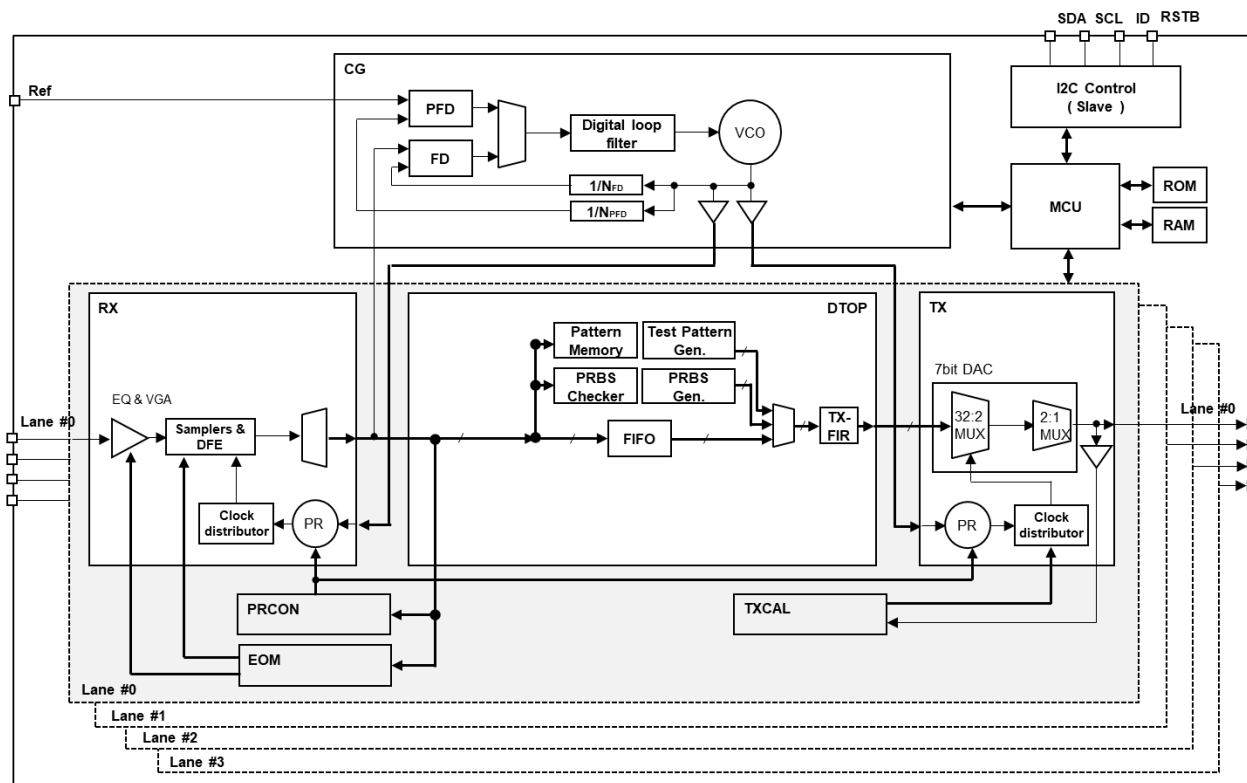 SDA SCL ID RSTB
CG
Ref
PFD
FD
Digital loop
filter
VCO
1/NFD
1/NPFD
I2C Control
( Slave )
MCU
ROM
RAM
RX
DTOP
TX
Pattern
Memory
Test Pattern
Gen.
PRBS
Checker
PRBS
Gen.
7bit DAC
EQ & VGA
Lane #0
Samplers &
DFE
FIFO
TX-
FIR
32:2
MUX
2:1
MUX
Lane #0
Clock
distributor
PR
PR
Clock
distributor
PRCON
TXCAL
EOM
Lane #0
Lane #1
Lane #2
Lane #3